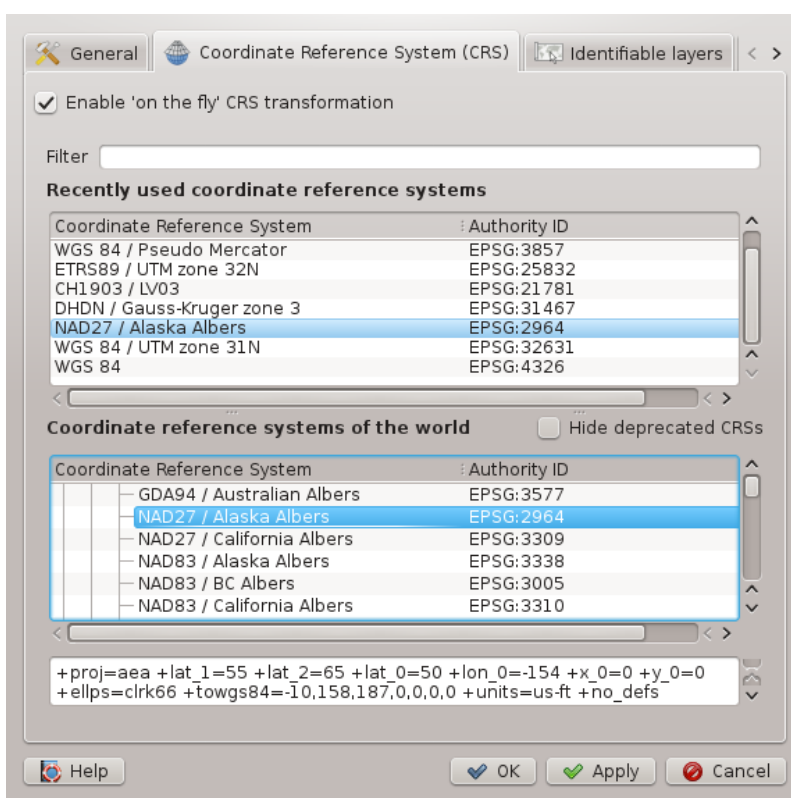 General Coordinate Reference System (CRS) Identifiable layers
Enable 'on the fly' CRS transformation
Filter
Recently used coordinate reference systems
Coordinate Reference System Authority ID
WGS 84 / Pseudo Mercator EPSG:3857
ETRS89 / UTM zone 32N EPSG:25832
CH1903 / LV03 EPSG:21781
DHDN / Gauss-Kruger zone 3 EPSG:31467
NAD27 / Alaska Albers EPSG:2964
WGS 84 / UTM zone 31N EPSG:32631
WGS 84 EPSG:4326
Coordinate reference systems of the world Hide deprecated CRSs
Coordinate Reference System Authority ID
GDA94 / Australian Albers EPSG:3577
NAD27 / Alaska Albers EPSG:2964
NAD27 / California Albers EPSG:3309
NAD83 / Alaska Albers EPSG:3338
NAD83 / BC Albers EPSG:3005
NAD83 / California Albers EPSG:3310
+proj=aea +lat_1=55 +lat_2=65 +lat_0=50 +lon_0=-154 +x_0=0 +y_0=0
+ellps=clrk66 +towgs84=-10,158,187,0,0,0,0 +units=us-ft +no_defs
Help OK Apply Cancel